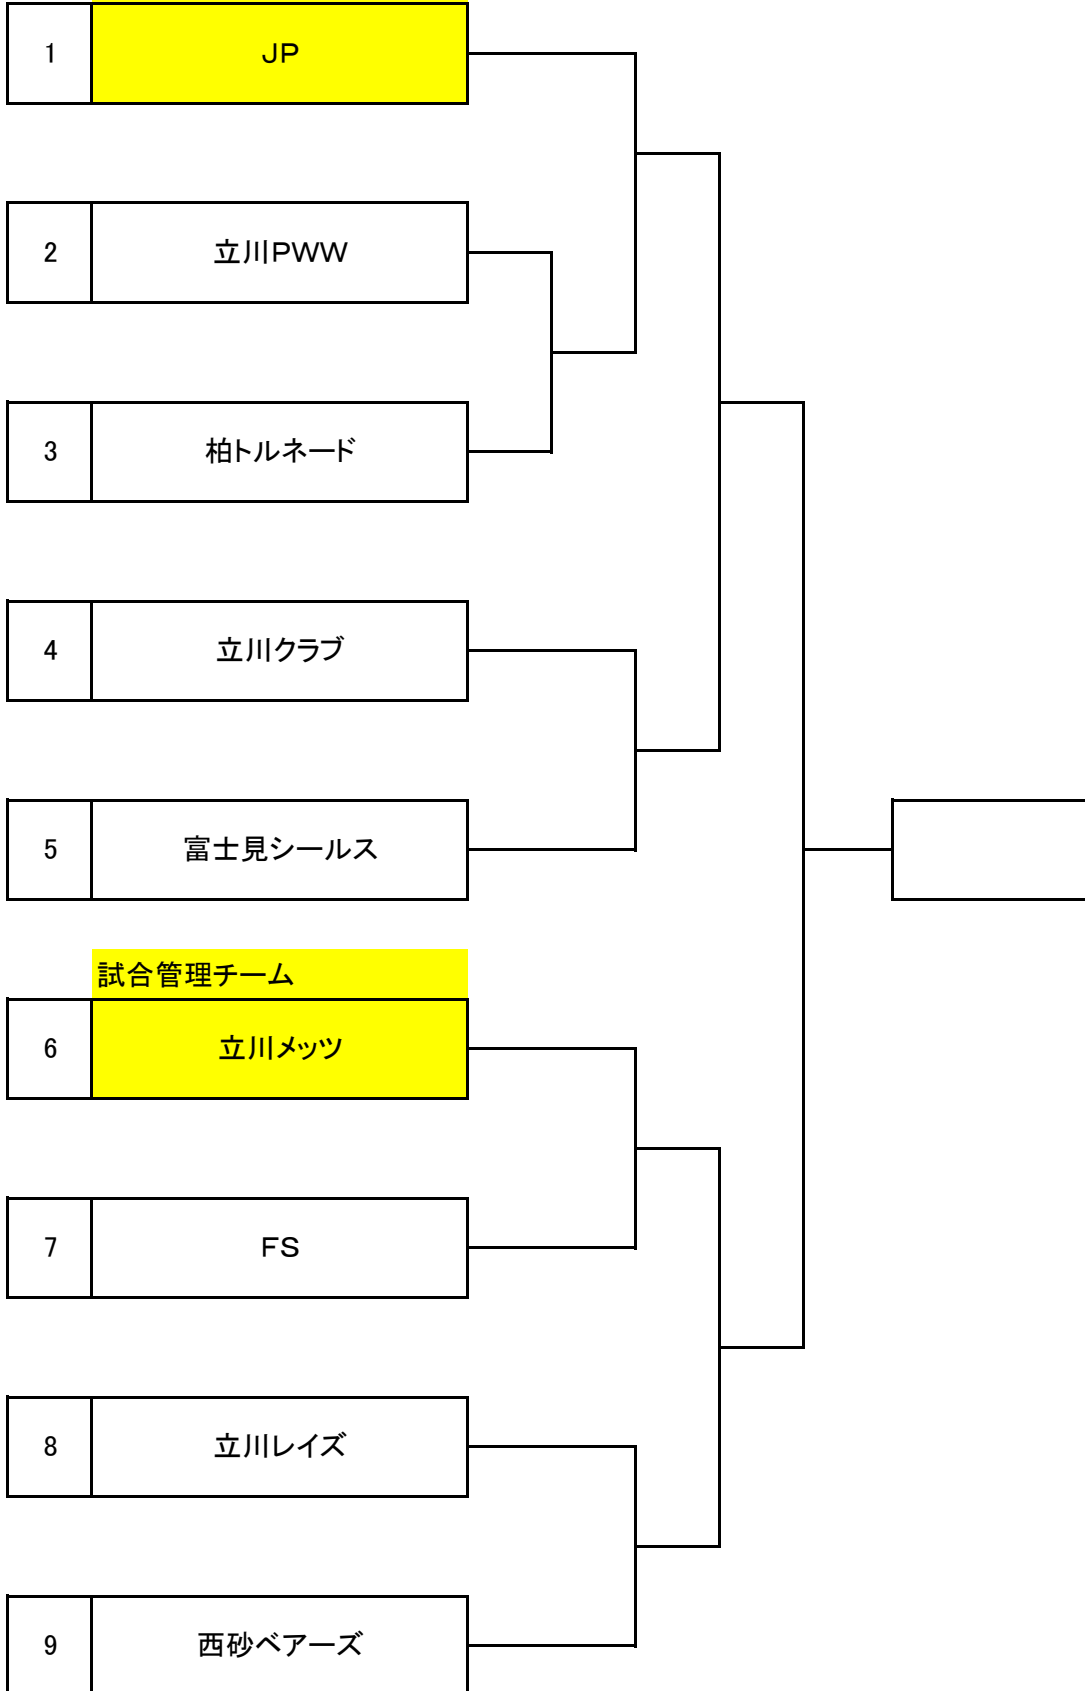 1 JP
2 立川PWW
3 柏トルネード
4 立川クラブ
5 富士見シールス
試合管理チーム
6 立川メッツ
7 FS
8 立川レイズ
9 西砂ベアーズ